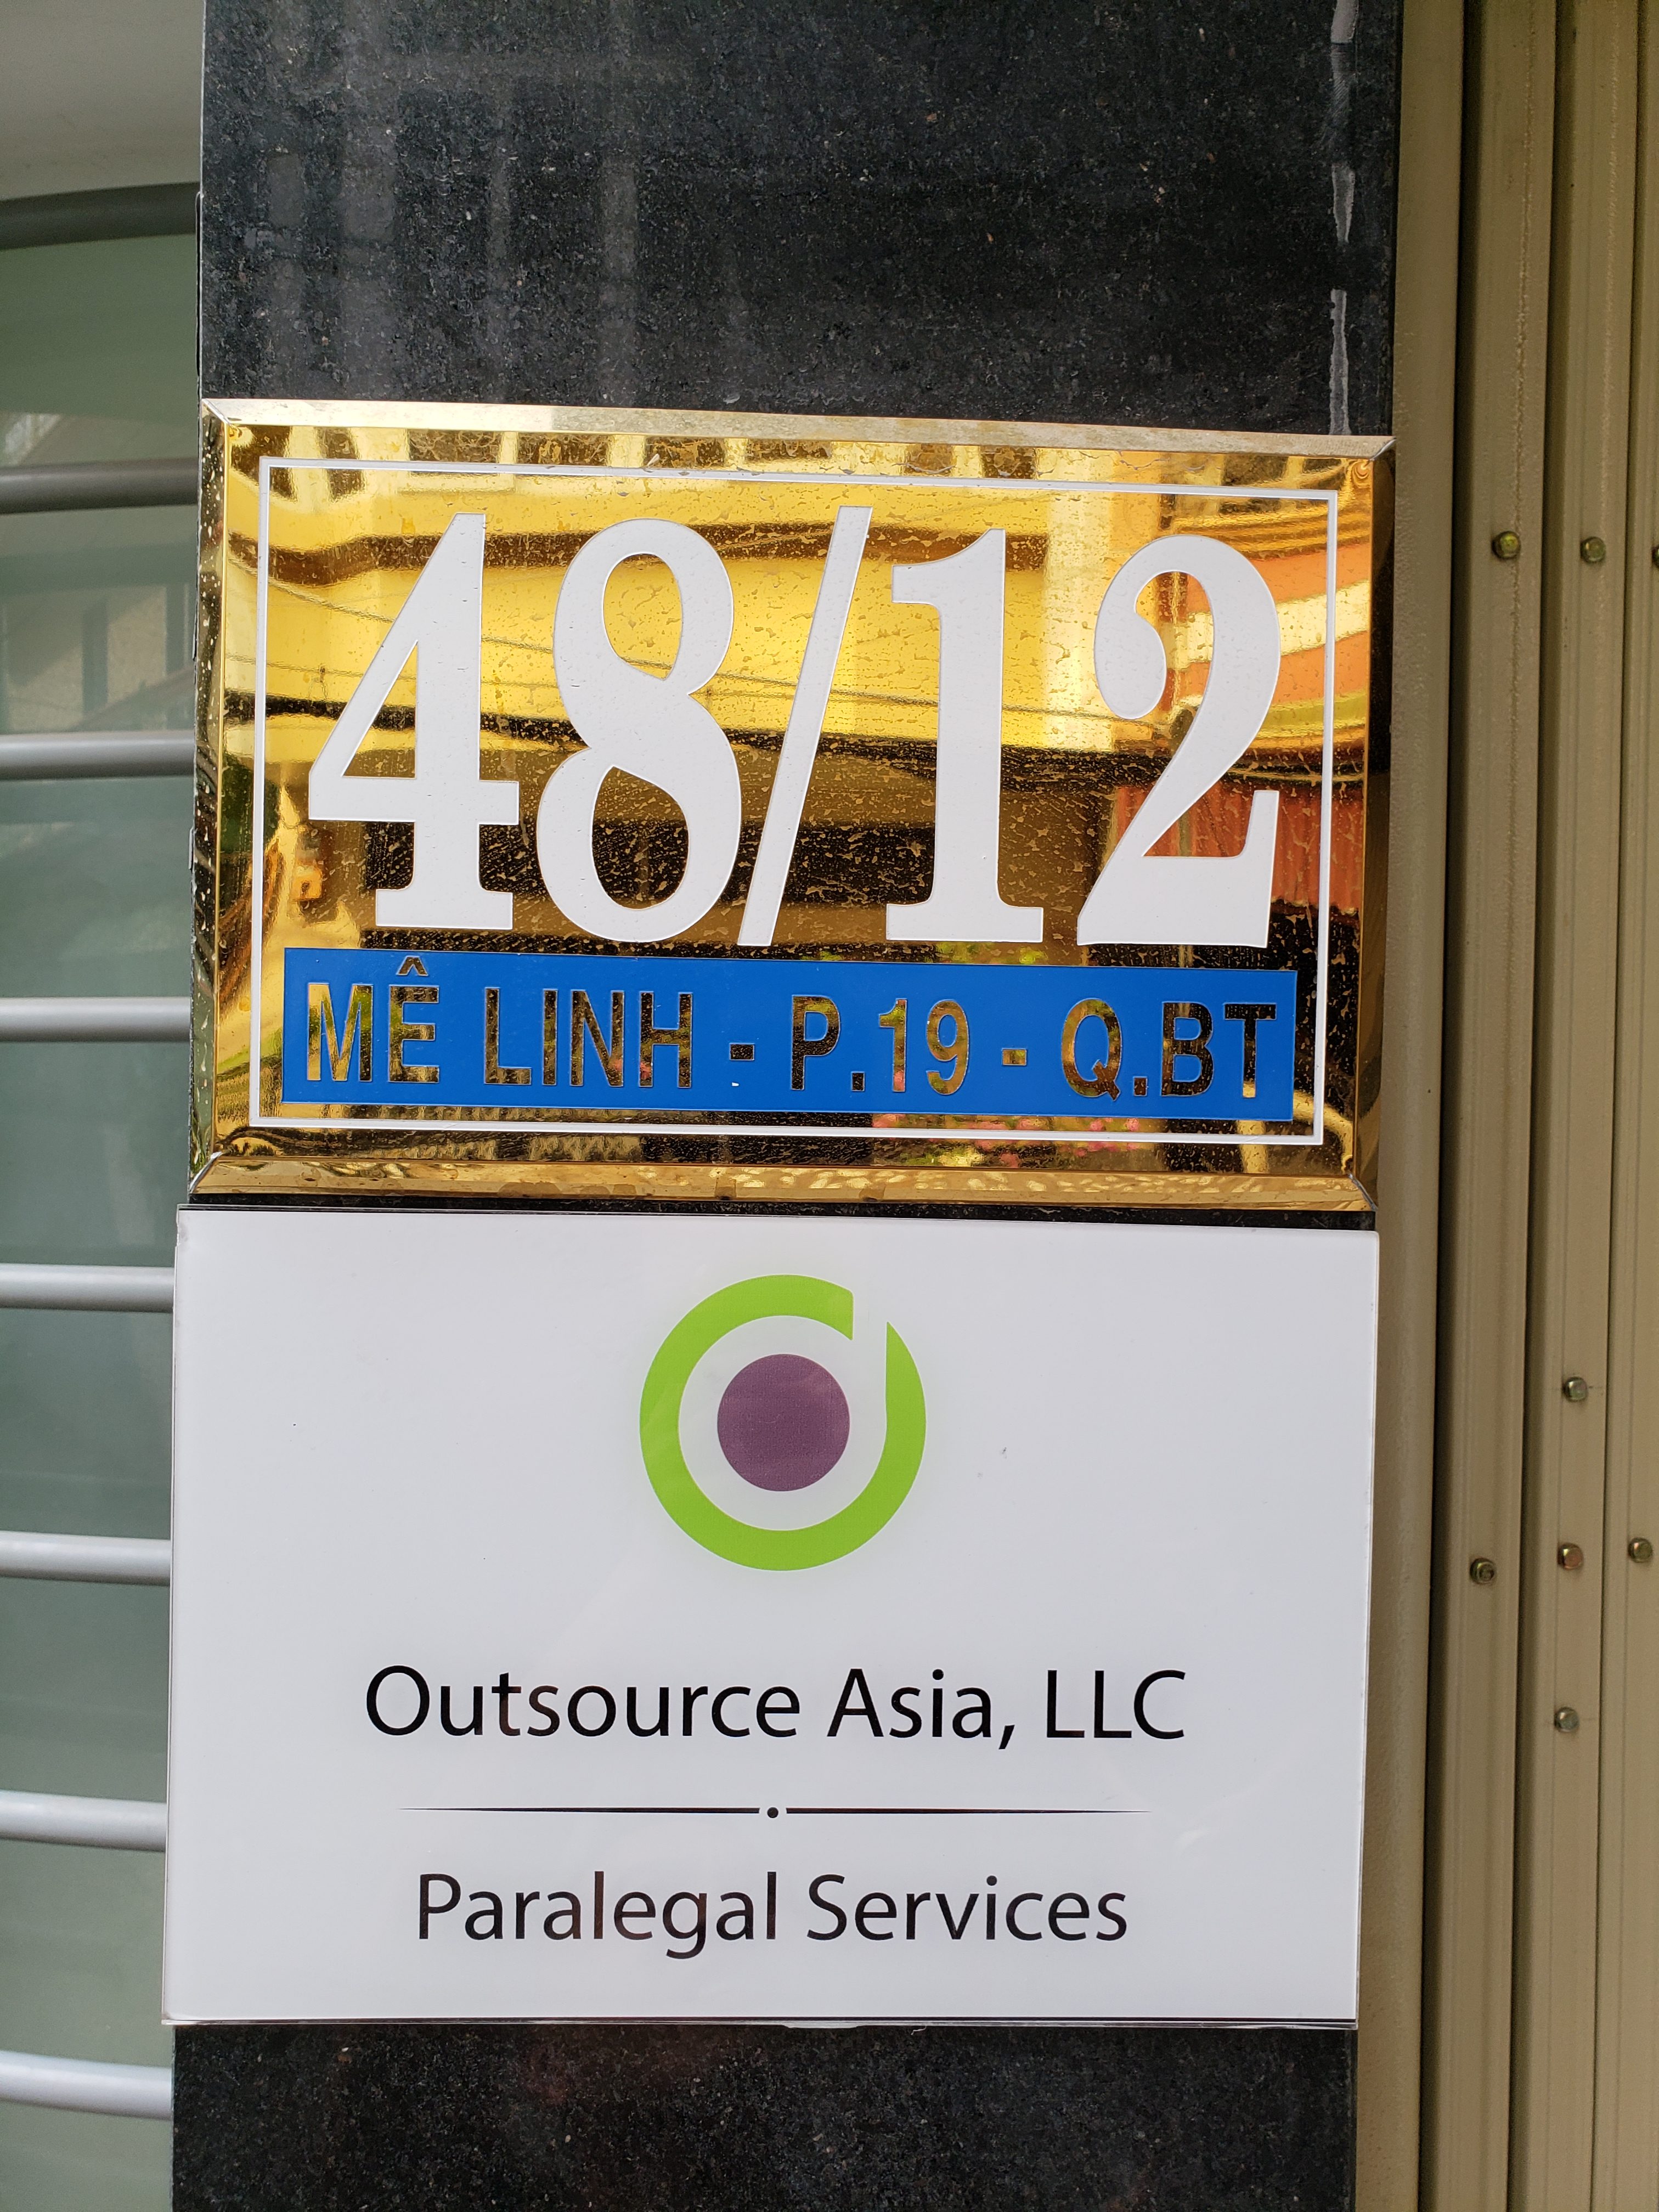 48/12
MÊ LINH - P.19 - Q.BT
Outsource Asia, LLC
Paralegal Services